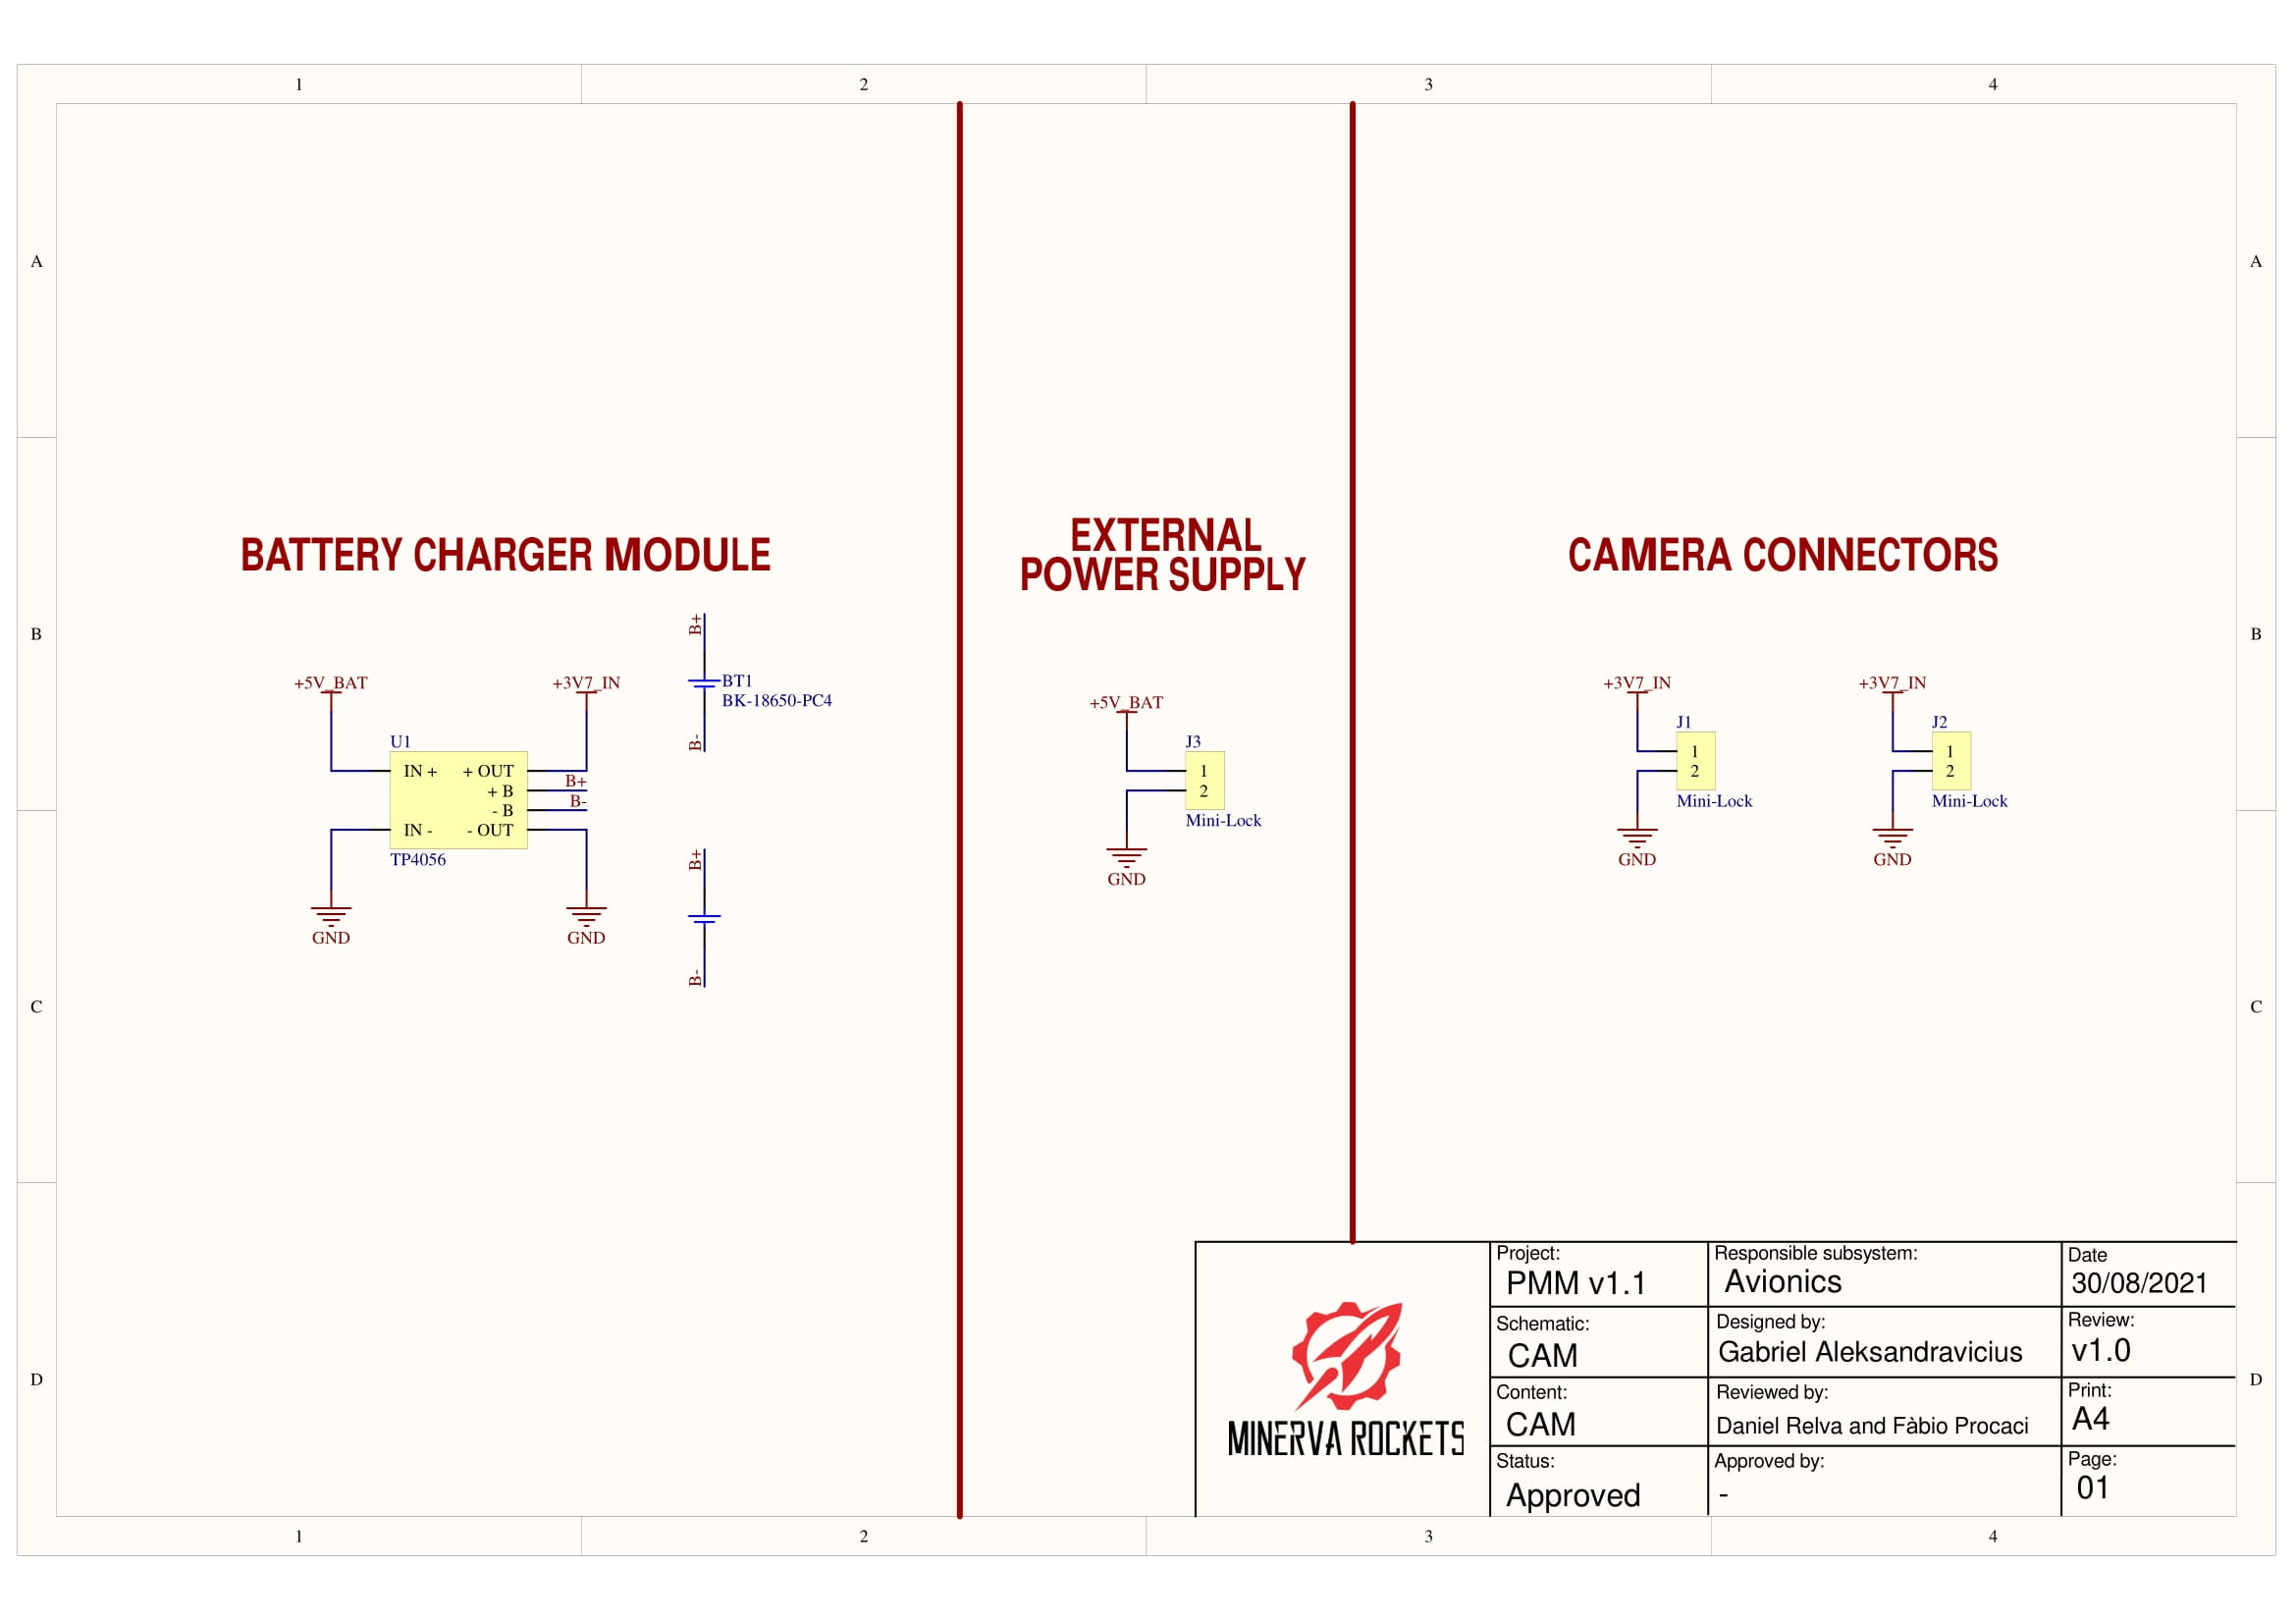 1 2 3 4
A A
BATTERY CHARGER MODULE
EXTERNAL
POWER SUPPLY
CAMERA CONNECTORS
B B
B+
BT1
BK-18650-PC4
B-
+5V_BAT +3V7_IN
U1
IN + + OUT
+ B
- B
IN - - OUT
B+
B-
TP4056
GND GND
B+
B-
+5V_BAT
J3
1
2
Mini-Lock
GND
+3V7_IN +3V7_IN
J1 J2
1 1
2 2
Mini-Lock Mini-Lock
GND GND
C C
D D
MINERVA ROCKETS
Project:
PMM v1.1
Responsible subsystem:
Avionics
Date
30/08/2021
Schematic:
CAM
Designed by:
Gabriel Aleksandravicius
Review:
v1.0
Content:
CAM
Reviewed by:
Daniel Relva and Fàbio Procaci
Print:
A4
Status:
Approved
Approved by:
-
Page:
01
1 2 3 4